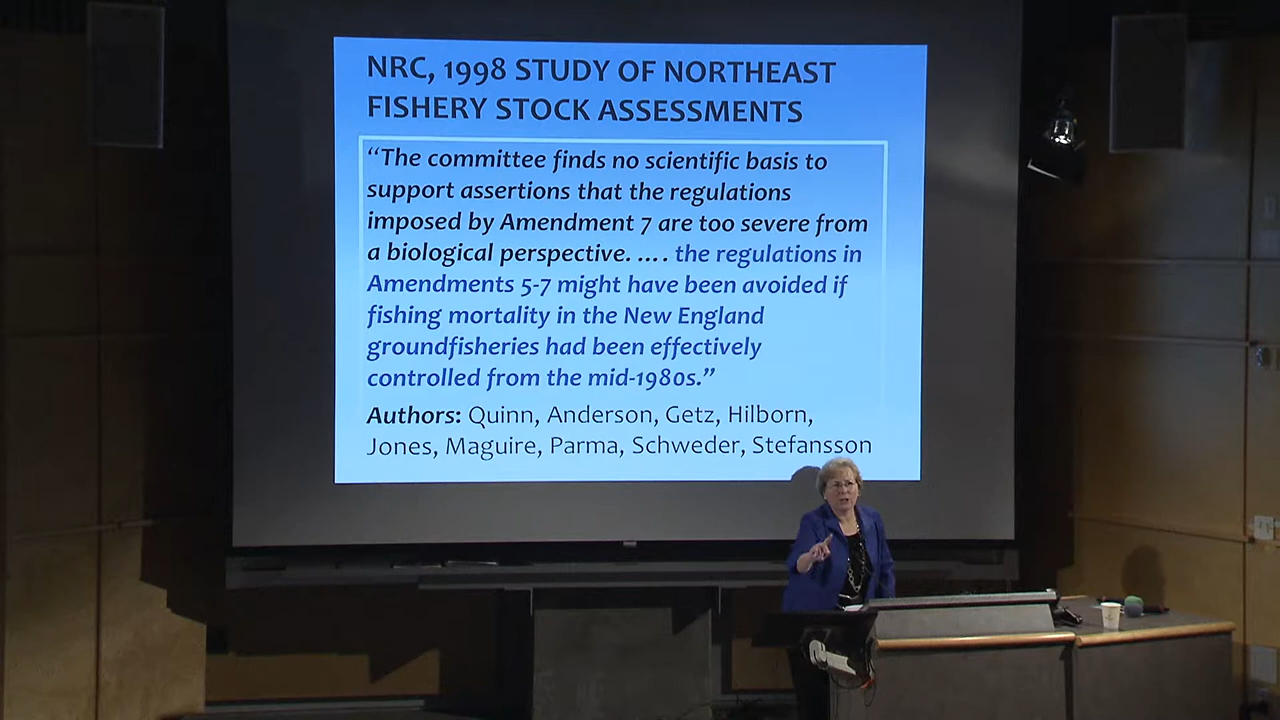 NRC, 1998 STUDY OF NORTHEAST
FISHERY STOCK ASSESSMENTS
“The committee finds no scientific basis to
support assertions that the regulations
imposed by Amendment 7 are too severe from
a biological perspective. …. the regulations in
Amendments 5-7 might have been avoided if
fishing mortality in the New England
groundfisheries had been effectively
controlled from the mid-1980s.”
Authors: Quinn, Anderson, Getz, Hilborn,
Jones, Maguire, Parma, Schweder, Stefansson